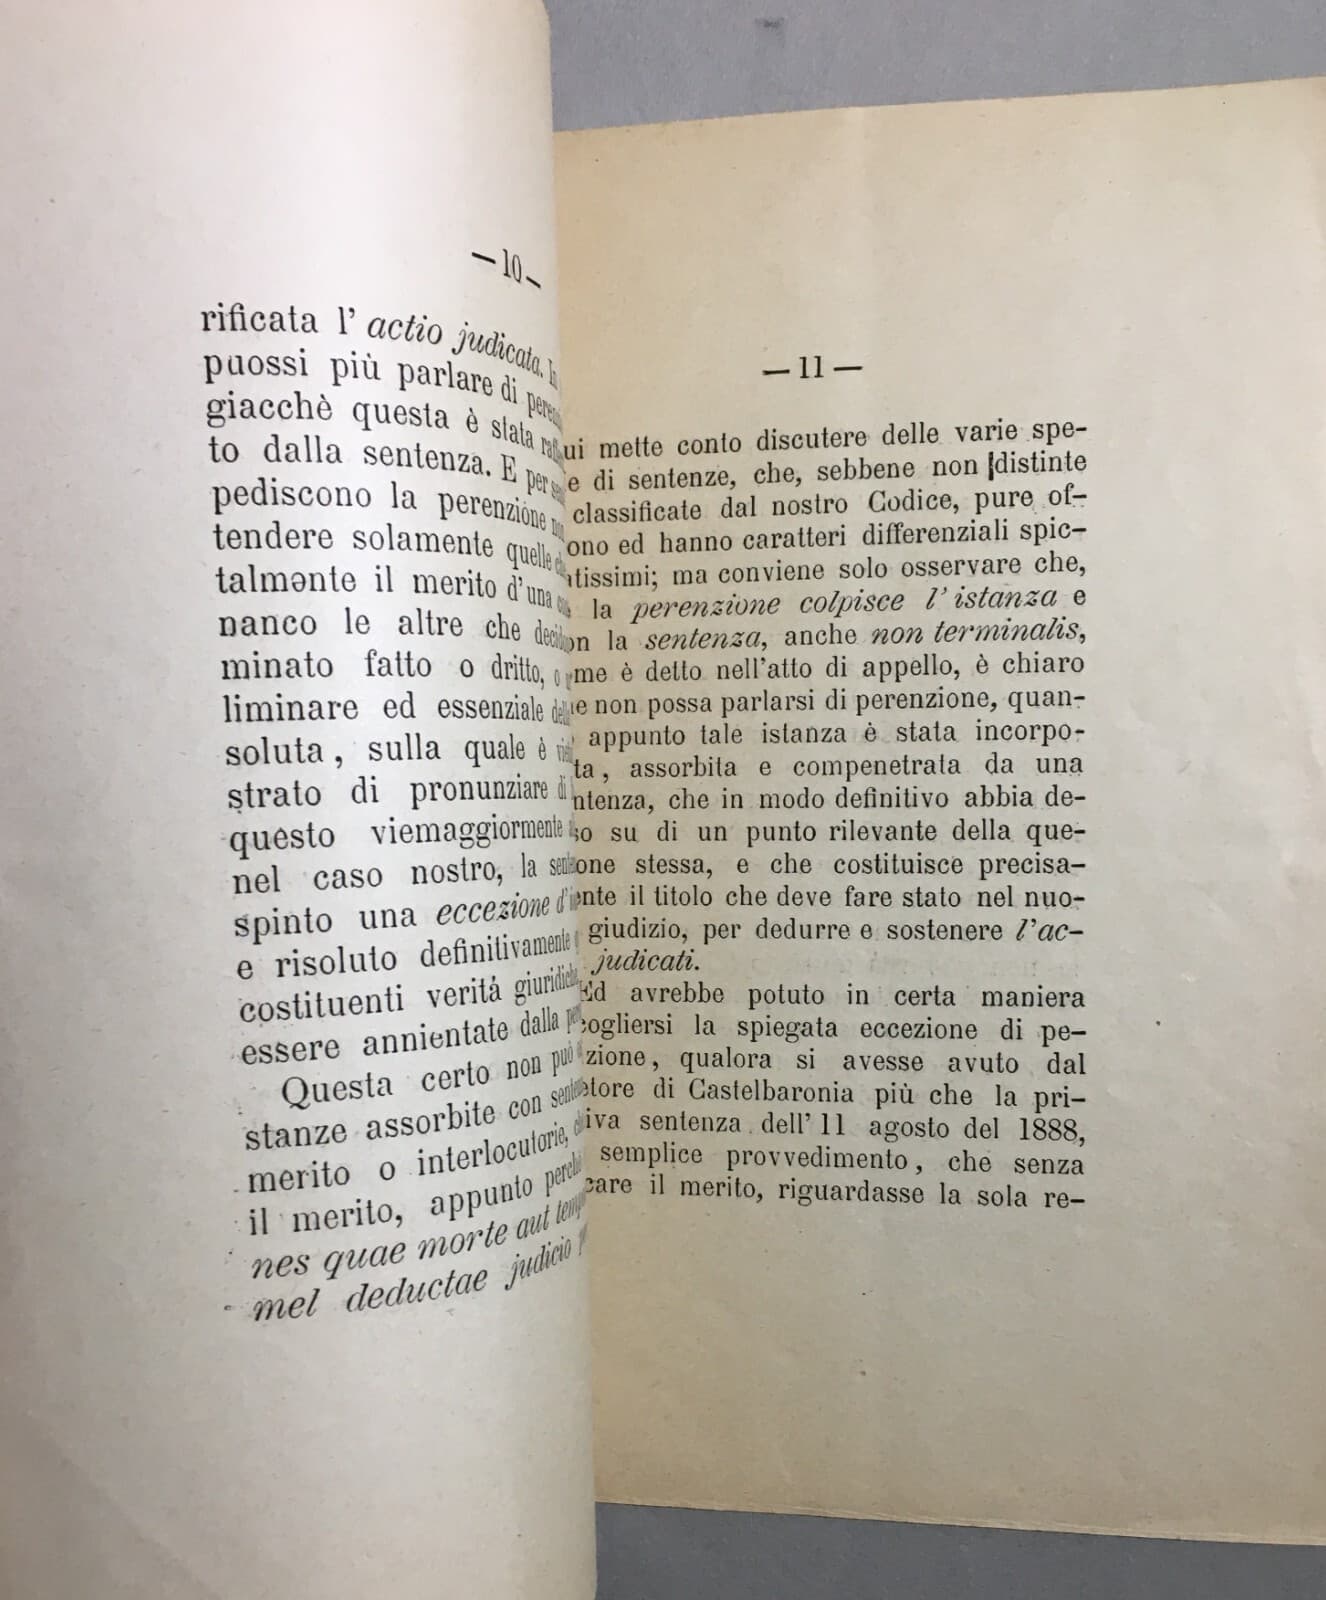 — 10 —
rificata l' actio judicata.
puossi più parlare di
giacchè questa è stata
to dalla sentenza. E per
pediscono la perenzione
tendere solamente quelle
talmente il merito d'una
nanco le altre che
minato fatto o dritto, o
liminare ed essenziale
soluta, sulla quale è
strato di pronunziare di
questo viemaggiormente
nel caso nostro, la
spinto una eccezione
e risoluto definitivamente
costituenti verità
essere annientate dalla
Questa certo non può
stanze assorbite con
merito o interlocutorie,
il merito, appunto
nes quae morte aut
mel deductae judicio
— 11 —
ui mette conto discutere delle varie spe-
e di sentenze, che, sebbene non distinte
classificate dal nostro Codice, pure of-
ono ed hanno caratteri differenziali spic-
tissimi; ma conviene solo osservare che,
la perenzione colpisce l'istanza e
on la sentenza, anche non terminalis,
me è detto nell'atto di appello, è chiaro
e non possa parlarsi di perenzione, quan-
appunto tale istanza è stata incorpo-
ta, assorbita e compenetrata da una
ntenza, che in modo definitivo abbia de-
so su di un punto rilevante della que-
one stessa, e che costituisce precisa-
nte il titolo che deve fare stato nel nuo-
giudizio, per dedurre e sostenere l'ac-
judicati.
Ed avrebbe potuto in certa maniera
cogliersi la spiegata eccezione di pe-
zione, qualora si avesse avuto dal
etore di Castelbaronia più che la pri-
iva sentenza dell' 11 agosto del 1888,
semplice provvedimento, che senza
care il merito, riguardasse la sola re-